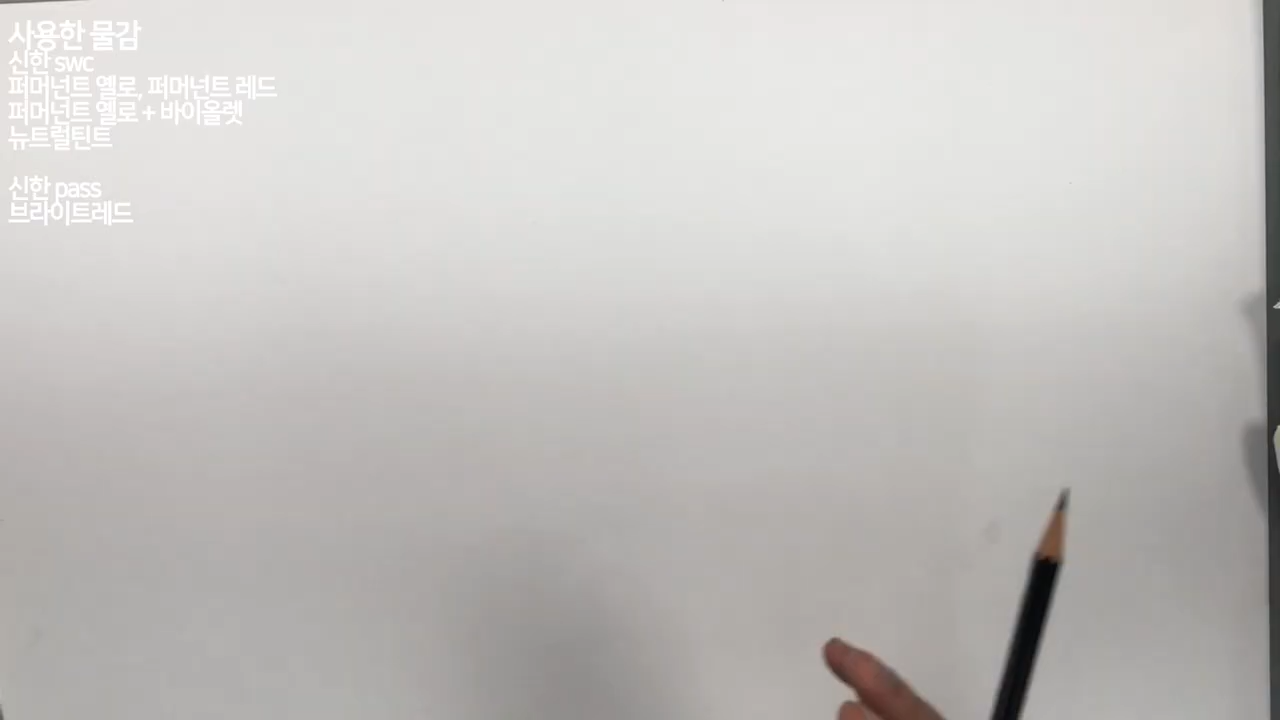 사용한 물감
신한 swc
퍼머넌트 옐로, 퍼머넌트 레드
퍼머넌트 옐로 + 바이올렛
뉴트럴틴트
신한 pass
브라이트레드